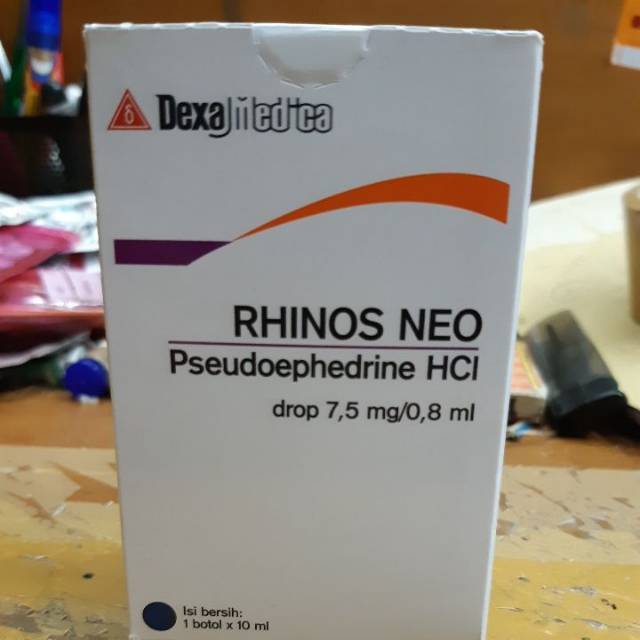 DexaMedica
RHINOS NEO
Pseudoephedrine HCl
drop 7,5 mg/0,8 ml
Isi bersih:
1 botol x 10 ml